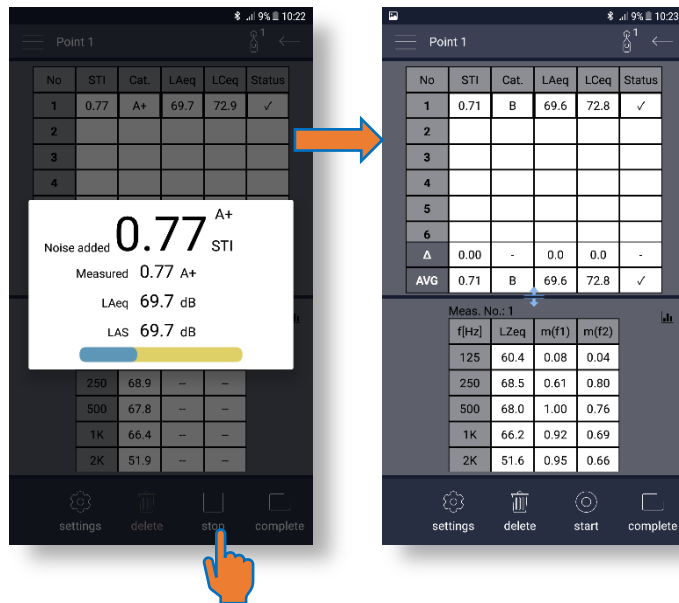 9% 10:22
Point 1
1
No STI Cat. LAeq LCeq Status
1 0.77 A+ 69.7 72.9 ✓
2
3
4
Noise added 0.77 STI A+
Measured 0.77 A+
LAeq 69.7 dB
LAS 69.7 dB
250 68.9 -- --
500 67.8 -- --
1K 66.4 -- --
2K 51.9 -- --
settings delete stop complete
9% 10:23
Point 1
1
No STI Cat. LAeq LCeq Status
1 0.71 B 69.6 72.8 ✓
2
3
4
5
6
Δ 0.00 - 0.0 0.0 -
AVG 0.71 B 69.6 72.8 ✓
Meas. No.: 1
f[Hz] LZeq m(f1) m(f2)
125 60.4 0.08 0.04
250 68.5 0.61 0.80
500 68.0 1.00 0.76
1K 66.2 0.92 0.69
2K 51.6 0.95 0.66
settings delete start complete